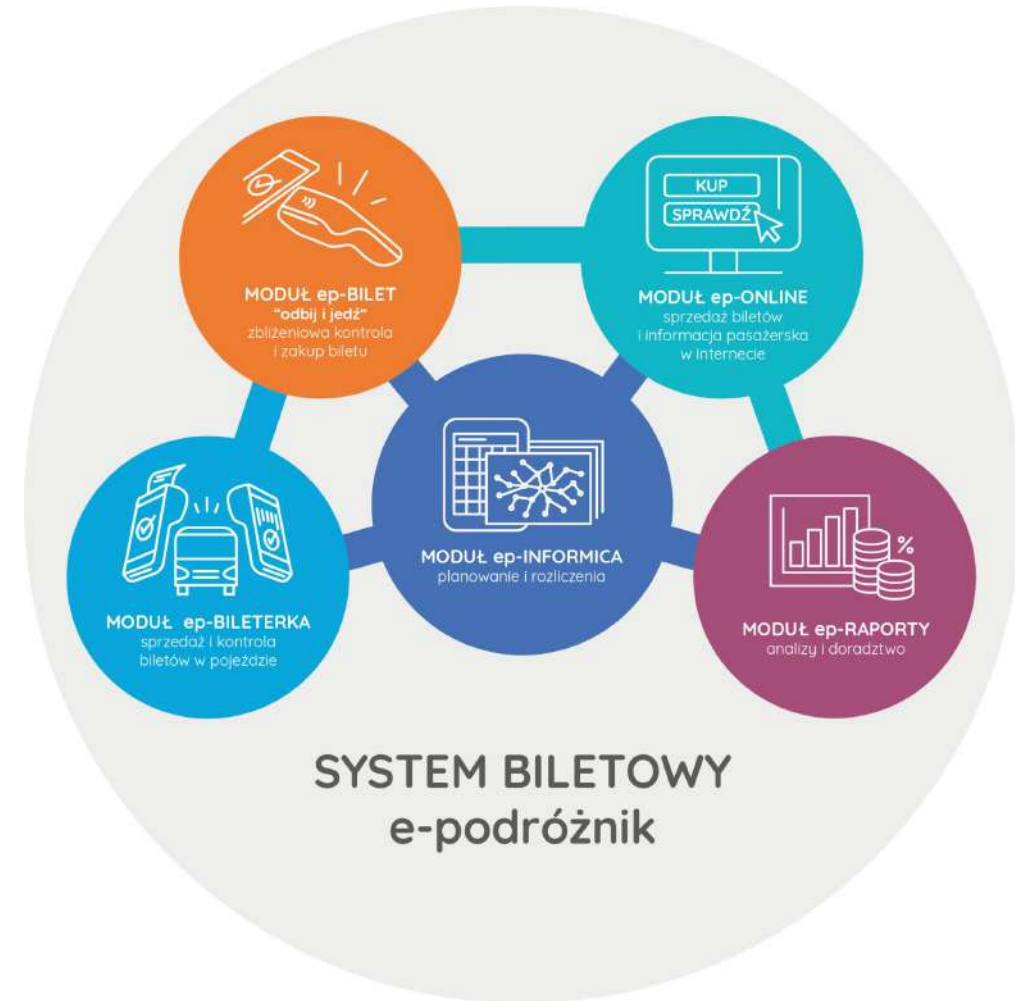 MODUŁ ep-BILET
"odbij i jedź"
zbliżeniowa kontrola
i zakup biletu
KUP
SPRAWDŹ
MODUŁ ep-ONLINE
sprzedaż biletów
i informacja pasażerska
w internecie
MODUŁ ep-BILETERKA
sprzedaż i kontrola
biletów w pojeździe
MODUŁ ep-INFORMICA
planowanie i rozliczenia
%
MODUŁ ep-RAPORTY
analizy i doradztwo
SYSTEM BILETOWY
e-podróżnik